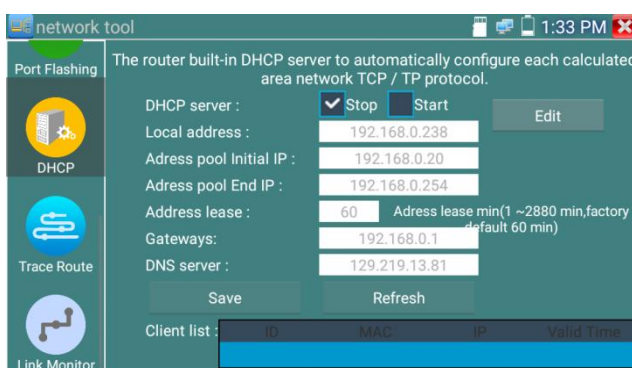 network tool
1:33 PM
Port Flashing
The router built-in DHCP server to automatically configure each calculated
area network TCP / TP protocol.
DHCP server : Stop Start
Edit
Local address : 192.168.0.238
Adress pool Initial IP : 192.168.0.20
DHCP
Adress pool End IP : 192.168.0.254
Address lease : 60 Adress lease min(1 ~2880 min,factory
default 60 min)
Gateways: 192.168.0.1
Trace Route
DNS server : 129.219.13.81
Save Refresh
Client list : ID MAC IP Valid Time
Link Monitor